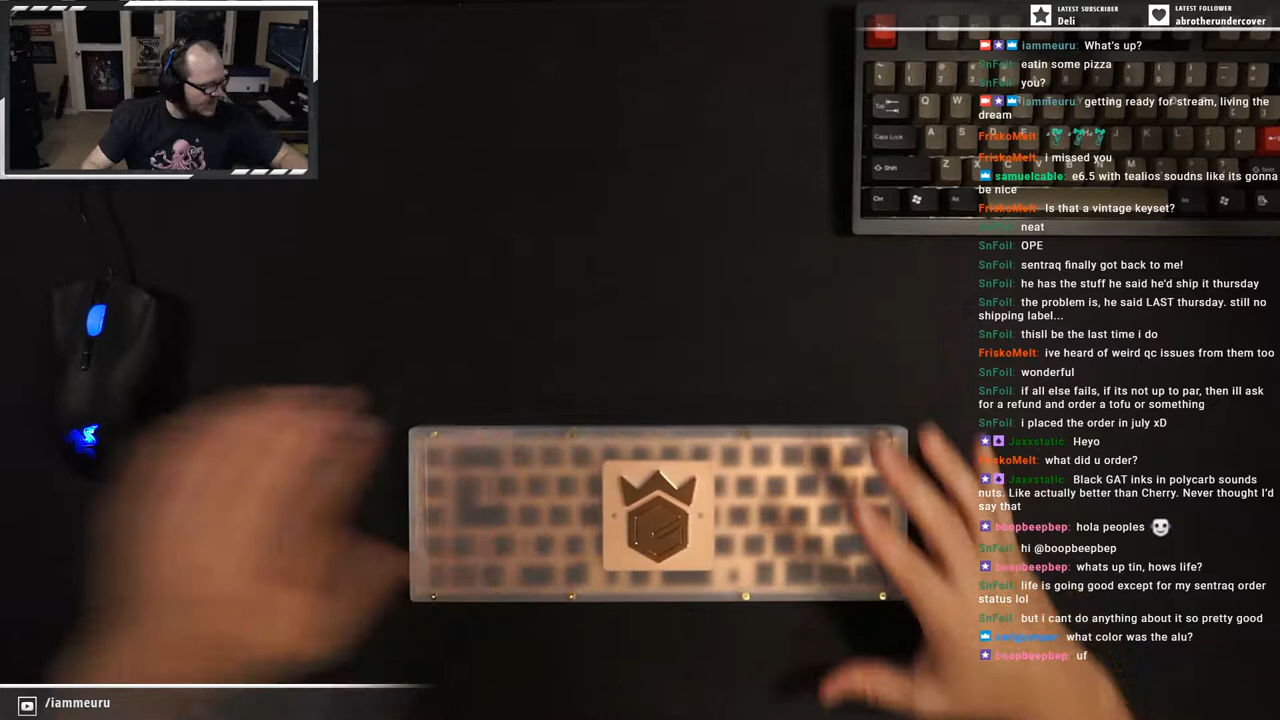 LATEST SUBSCRIBER
Deli
LATEST FOLLOWER
abrotherundercover
iammeuru: What's up?
SnFoil: eatin some pizza
SnFoil: you?
iammeuru: getting ready for stream, living the
dream
FriskoMelt:
FriskoMelt: i missed you
samuelcable: e6.5 with tealios soudns like its gonna
be nice
FriskoMelt: Is that a vintage keyset?
SnFoil: neat
SnFoil: OPE
SnFoil: sentraq finally got back to me!
SnFoil: he has the stuff he said he'd ship it thursday
SnFoil: the problem is, he said LAST thursday. still no
shipping label...
SnFoil: thisll be the last time i do
FriskoMelt: ive heard of weird qc issues from them too
SnFoil: wonderful
SnFoil: if all else fails, if its not up to par, then ill ask
for a refund and order a tofu or something
SnFoil: i placed the order in july xD
Jaxxstatic: Heyo
FriskoMelt: what did u order?
Jaxxstatic: Black GAT inks in polycarb sounds
nuts. Like actually better than Cherry. Never thought I'd
say that
boopbeepbep: hola peoples
SnFoil: hi @boopbeepbep
boopbeepbep: whats up tin, hows life?
SnFoil: life is going good except for my sentraq order
status lol
SnFoil: but i cant do anything about it so pretty good
what color was the alu?
boopbeepbep: uf
Tab
Q
W
Caps Lock
A
S
D
Shift
Z
Ctrl
/iammeuru